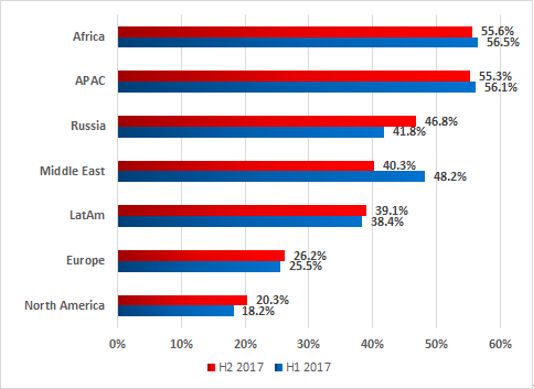 Africa
55.6%
56.5%
APAC
55.3%
56.1%
Russia
46.8%
41.8%
Middle East
40.3%
48.2%
LatAm
39.1%
38.4%
Europe
26.2%
25.5%
North America
20.3%
18.2%
0% 10% 20% 30% 40% 50% 60%
H2 2017 H1 2017